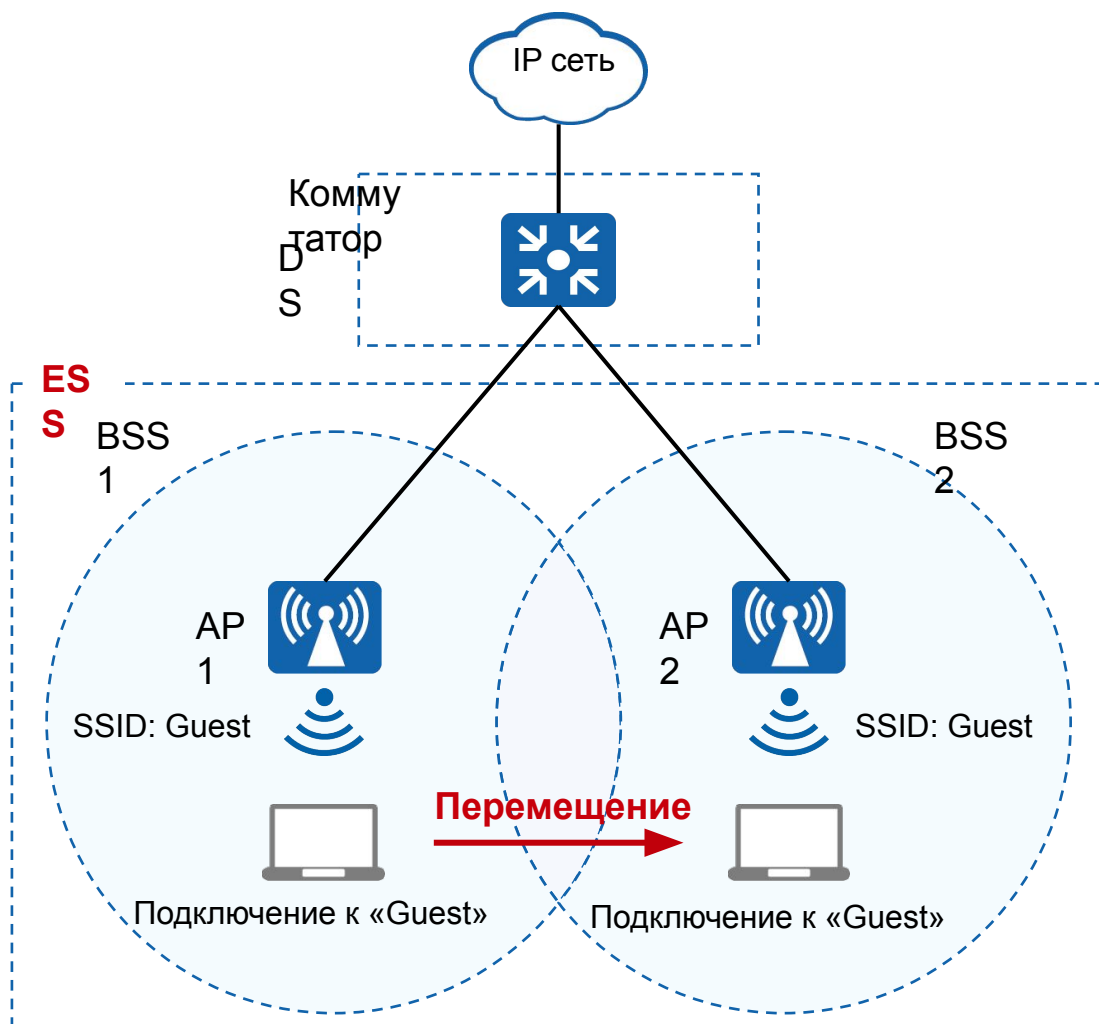 IP сеть
Комму
татор
D
S
ES
S
BSS
1
BSS
2
AP
1
AP
2
SSID: Guest
SSID: Guest
Перемещение
Подключение к «Guest»
Подключение к «Guest»